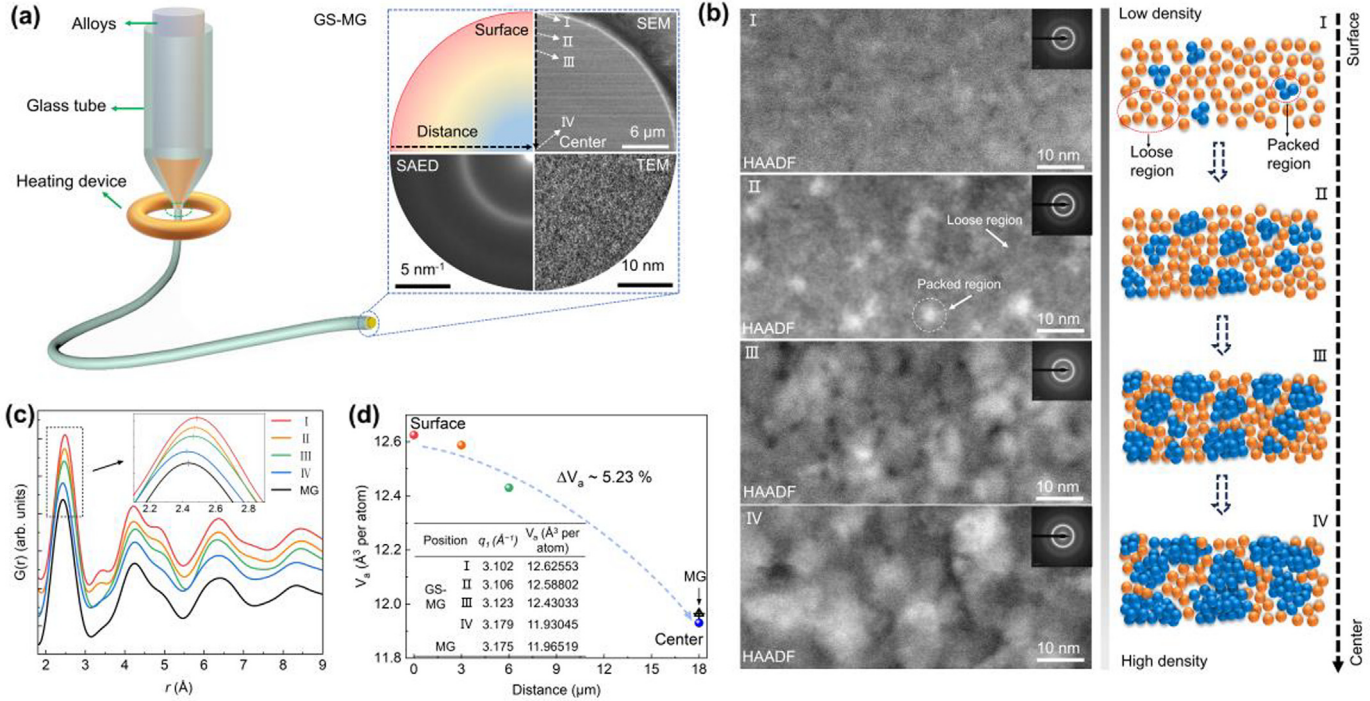 (a)
Alloys
Glass tube
Heating device
GS-MG
Surface
I
II
III
SEM
Distance
IV
Center
6 μm
SAED
TEM
5 nm⁻¹
10 nm
(b)
I
HAADF
10 nm
II
Loose region
Packed region
HAADF
10 nm
III
HAADF
10 nm
IV
HAADF
10 nm
Low density
I
Surface
Loose
region
Packed
region
II
III
IV
High density
Center
(c)
G(r) (arb. units)
I
II
III
IV
MG
2.2 2.4 2.6 2.8
2 3 4 5 6 7 8 9
r (Å)
(d)
Vₐ (Å³ per atom)
12.6
12.4
12.2
12.0
11.8
Surface
ΔVₐ ~ 5.23 %
Position q₁ (Å⁻¹) Vₐ (Å³ per
atom)
GS-
MG
I 3.102 12.62553
II 3.106 12.58802
III 3.123 12.43033
IV 3.179 11.93045
MG 3.175 11.96519
MG
Center
0 3 6 9 12 15 18
Distance (μm)